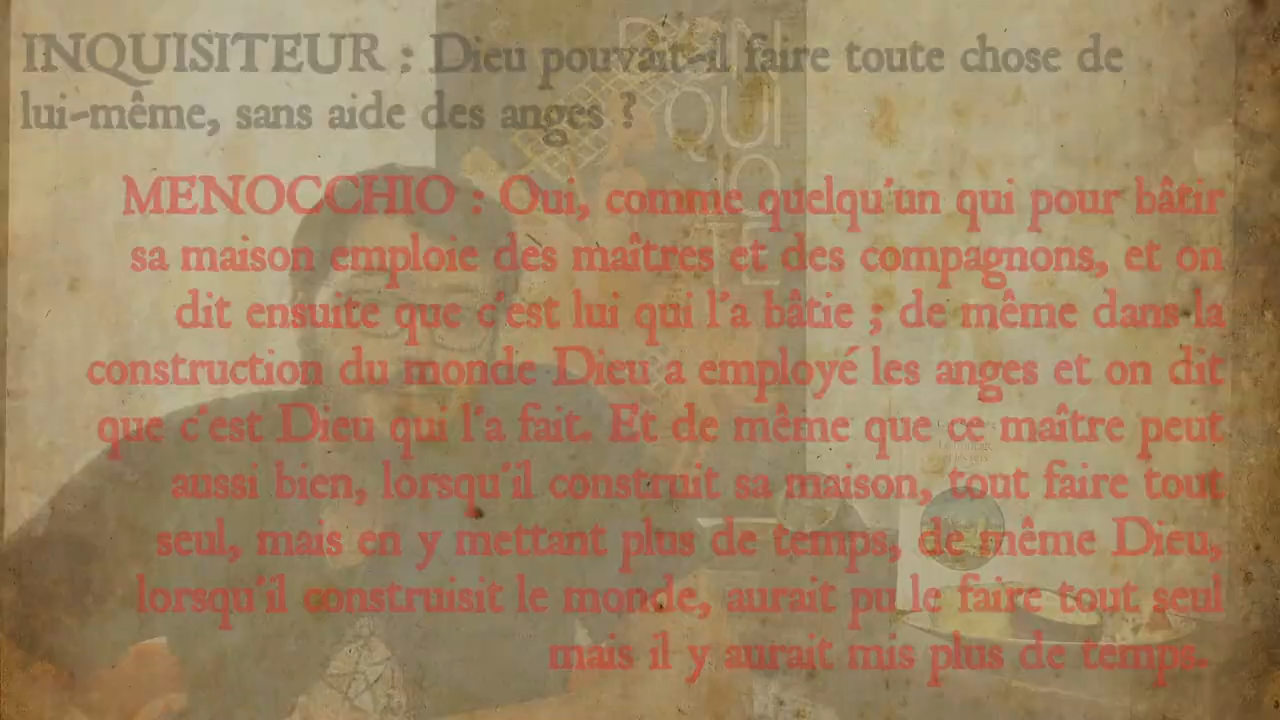 INQUISITEUR : Dieu pouvait-il faire toute chose de
lui-même, sans aide des anges ?
MENOCCHIO : Oui, comme quelqu'un qui pour bâtir
sa maison emploie des maîtres et des compagnons, et on
dit ensuite que c'est lui qui l'a bâtie ; de même dans la
construction du monde Dieu a employé les anges et on dit
que c'est Dieu qui l'a fait. Et de même que ce maître peut
aussi bien, lorsqu'il construit sa maison, tout faire tout
seul, mais en y mettant plus de temps, de même Dieu,
lorsqu'il construisit le monde, aurait pu le faire tout seul
mais il y aurait mis plus de temps.
DON
QUI
JO
TE